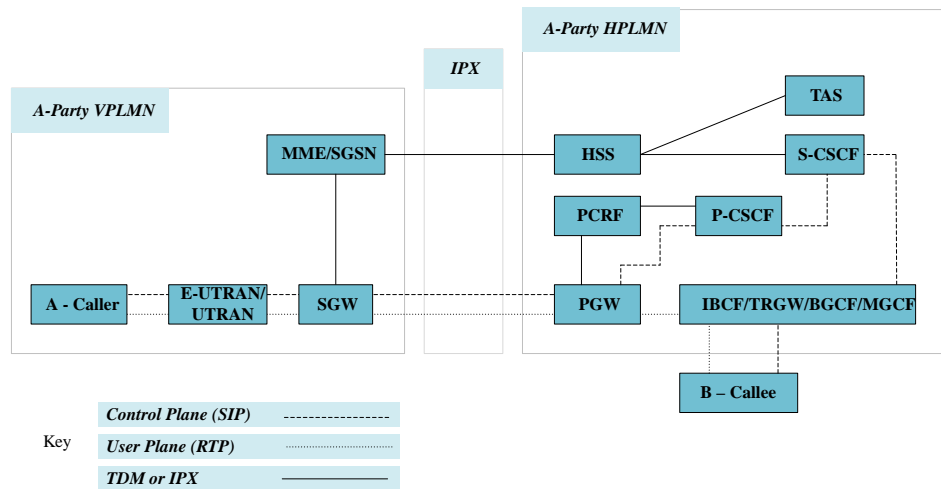 A-Party HPLMN
IPX
A-Party VPLMN
TAS
MME/SGSN
HSS
S-CSCF
PCRF
P-CSCF
A - Caller
E-UTRAN/
UTRAN
SGW
PGW
IBCF/TRGW/BGCF/MGCF
B – Callee
Key
Control Plane (SIP)
User Plane (RTP)
TDM or IPX